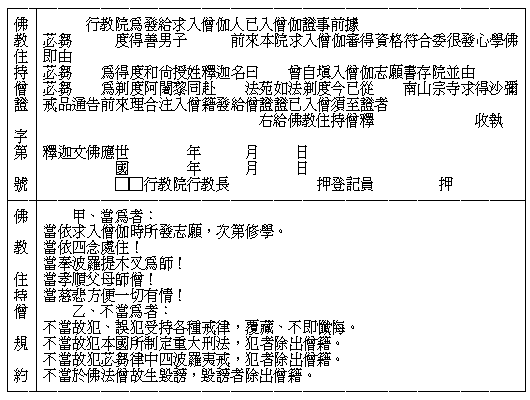 佛教住持僧證　字第　號
行教院爲發給求入僧伽人已入僧伽證事前據
苾芻　　度得善男子　　前來本院求入僧伽審得資格符合委很發心學佛
即由
苾芻　　爲得度和尚授姓釋迦名曰　　曾自塡入僧伽志願書存院並由
苾芻　　爲剃度阿闍黎同赴　　法苑如法剃度今已從　　南山宗寺求得沙彌
戒品通告前來理合注入僧籍發給僧證證已入僧須至證者
右給佛教住持僧釋　　　　收執
釋迦文佛應世　　年　　月　　日
國　　年　　月　　日
□□行教院行教長　　　　押登記員　　　　押
佛教住持僧規約
甲、當爲者：
當依求入僧伽時所發志願，次第修學。
當依四念處住！
當奉波羅提木叉爲師！
當孝順父母師僧！
當慈悲方便一切有情！
乙、不當爲者：
不當故犯、誤犯受持各種戒律，覆藏、不即懺悔。
不當故犯本國所制定重大刑法，犯者除出僧籍。
不當故犯苾芻律中四波羅夷戒，犯者除出僧籍。
不當於佛法僧故生毀謗，毀謗者除出僧籍。